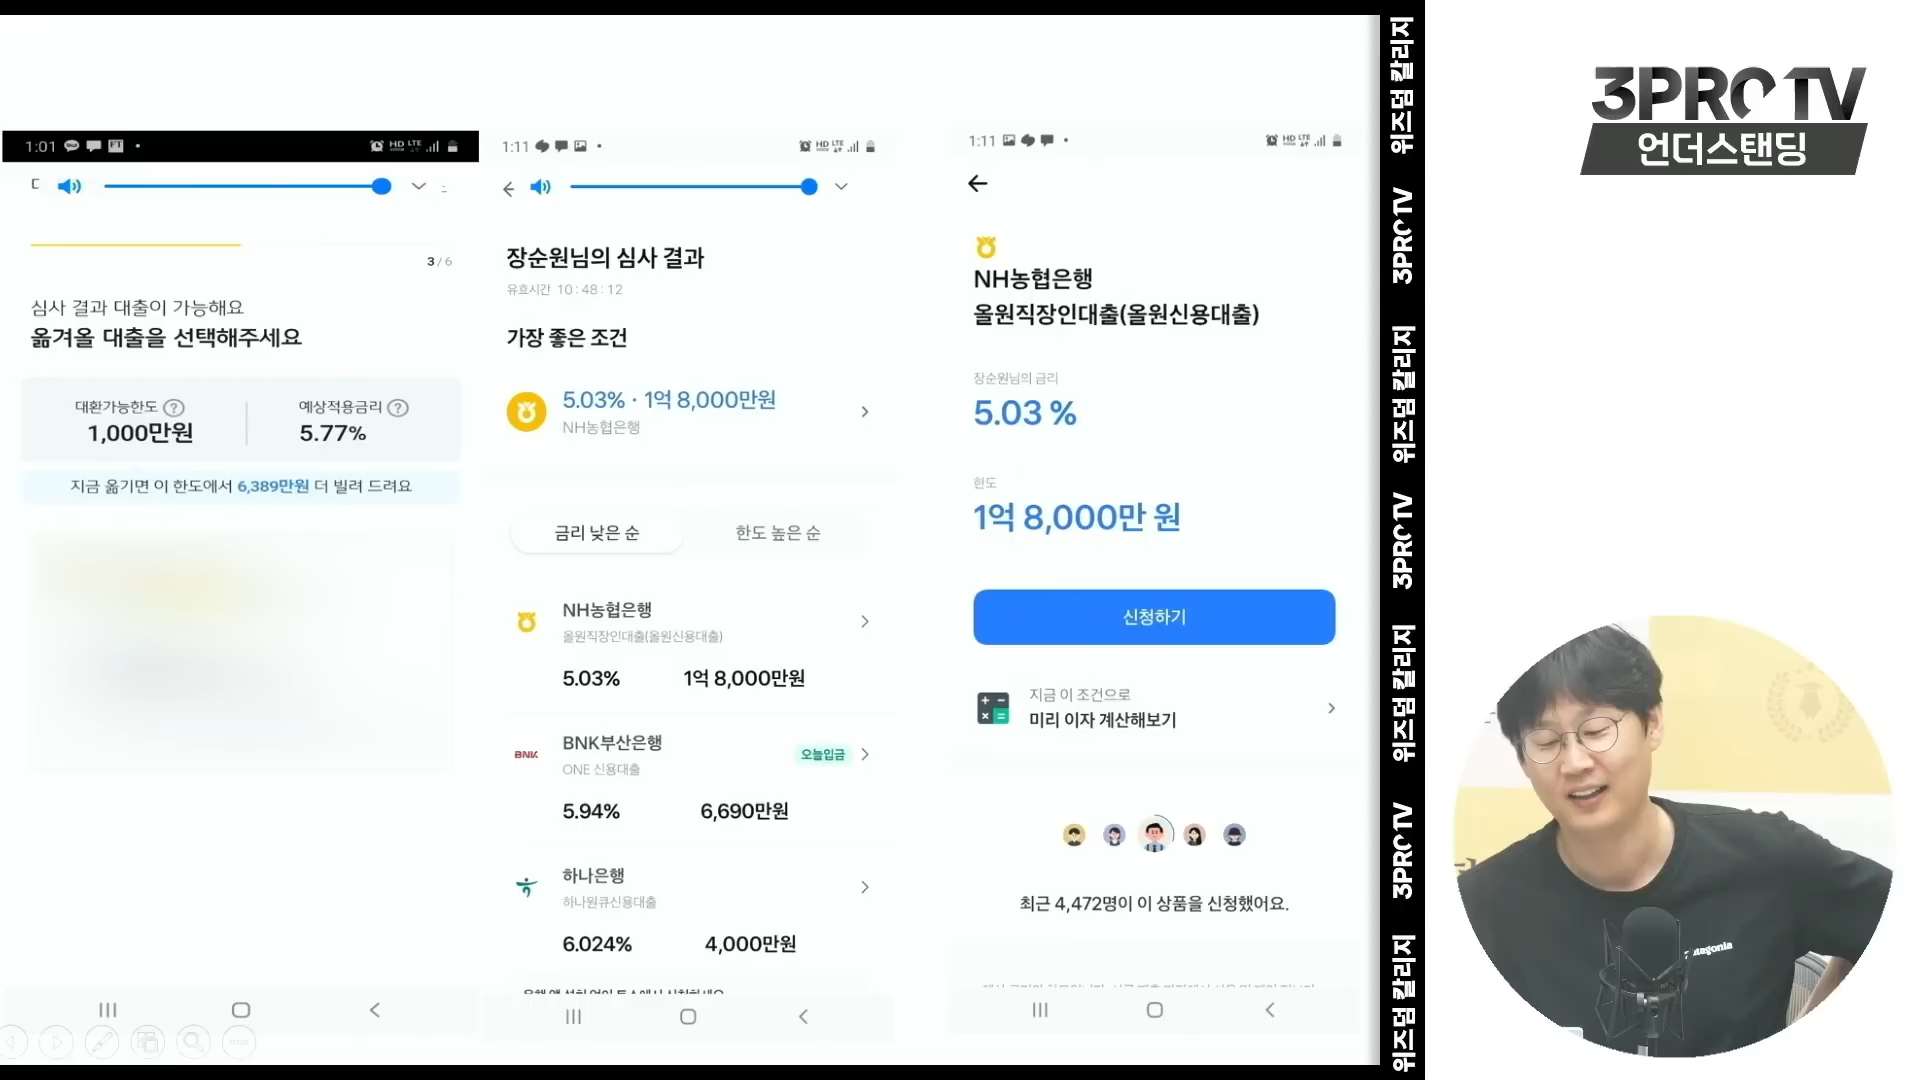 1:01
HD LTE
3 / 6
심사 결과 대출이 가능해요
옮겨올 대출을 선택해주세요
대환가능한도 ?
1,000만원
예상적용금리 ?
5.77%
지금 옮기면 이 한도에서 6,389만원 더 빌려 드려요
1:11
HD LTE
장순원님의 심사 결과
유효시간 10 : 48 : 12
가장 좋은 조건
5.03% · 1억 8,000만원
NH농협은행
금리 낮은 순
한도 높은 순
NH농협은행
올원직장인대출(올원신용대출)
5.03% 1억 8,000만원
BNK
BNK부산은행
ONE 신용대출
오늘입금
5.94% 6,690만원
하나은행
하나원큐신용대출
6.024% 4,000만원
1:11
HD LTE
NH농협은행
올원직장인대출(올원신용대출)
장순원님의 금리
5.03 %
한도
1억 8,000만 원
신청하기
지금 이 조건으로
미리 이자 계산해보기
최근 4,472명이 이 상품을 신청했어요.
위즈덤 칼리지
3PROTV
위즈덤 칼리지
3PROTV
위즈덤 칼리지
3PROTV
위즈덤 칼리지
3PROTV
언더스탠딩